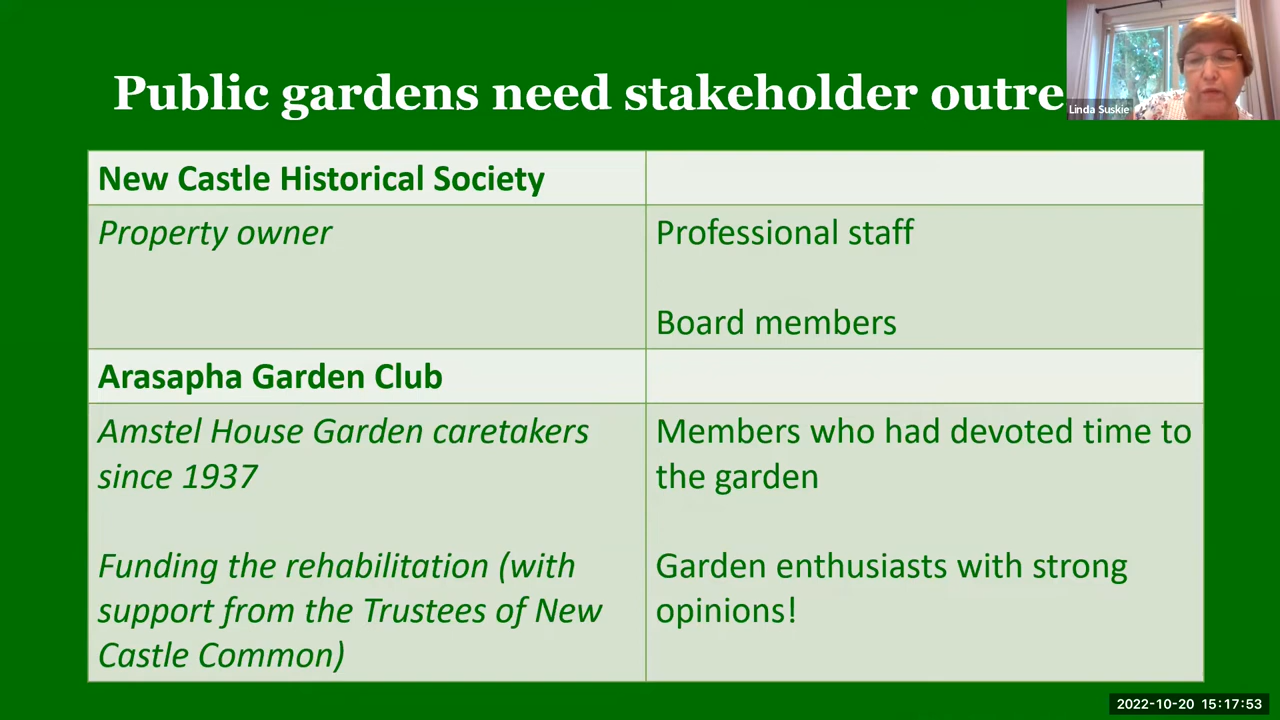 Public gardens need stakeholder outre
Linda Suskie
New Castle Historical Society
Property owner
Professional staff
Board members
Arasapha Garden Club
Amstel House Garden caretakers
since 1937
Members who had devoted time to
the garden
Funding the rehabilitation (with
support from the Trustees of New
Castle Common)
Garden enthusiasts with strong
opinions!
2022-10-20 15:17:53